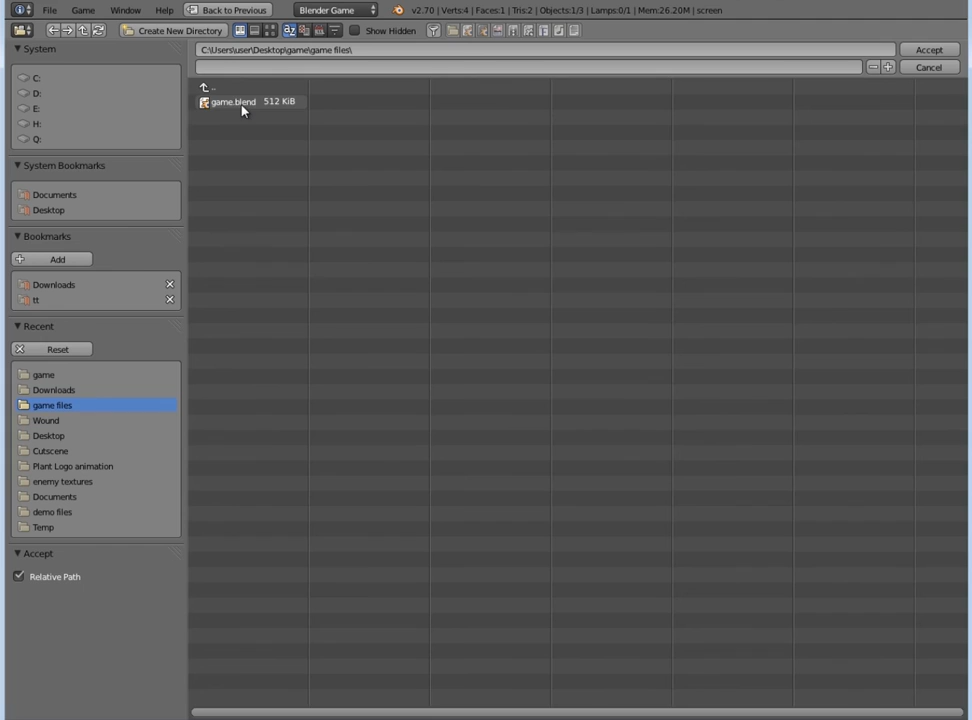 File Game Window Help Back to Previous Blender Game v2.70 | Verts:4 | Faces:1 | Tris:2 | Objects:1/3 | Lamps:0/1 | Mem:26.20M | screen
Create New Directory Show Hidden
System
C:\Users\user\Desktop\game\game files\
Accept
Cancel
C:
D:
E:
H:
Q:
..
game.blend 512 KiB
System Bookmarks
Documents
Desktop
Bookmarks
Add
Downloads
tt
Recent
Reset
game
Downloads
game files
Wound
Desktop
Cutscene
Plant Logo animation
enemy textures
Documents
demo files
Temp
Accept
Relative Path